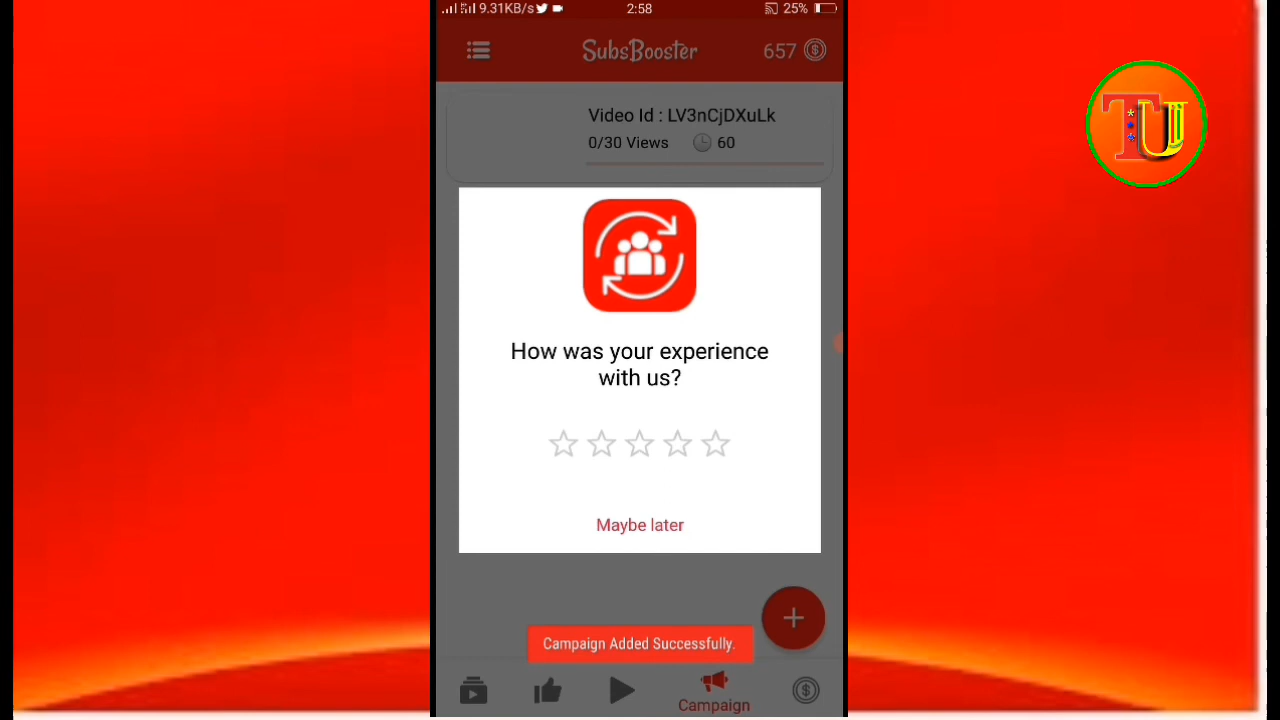 9.31KB/s 2:58 25%
SubsBooster 657
Video Id : LV3nCjDXuLk
0/30 Views 60
TU
How was your experience
with us?
Maybe later
Campaign Added Successfully.
Campaign